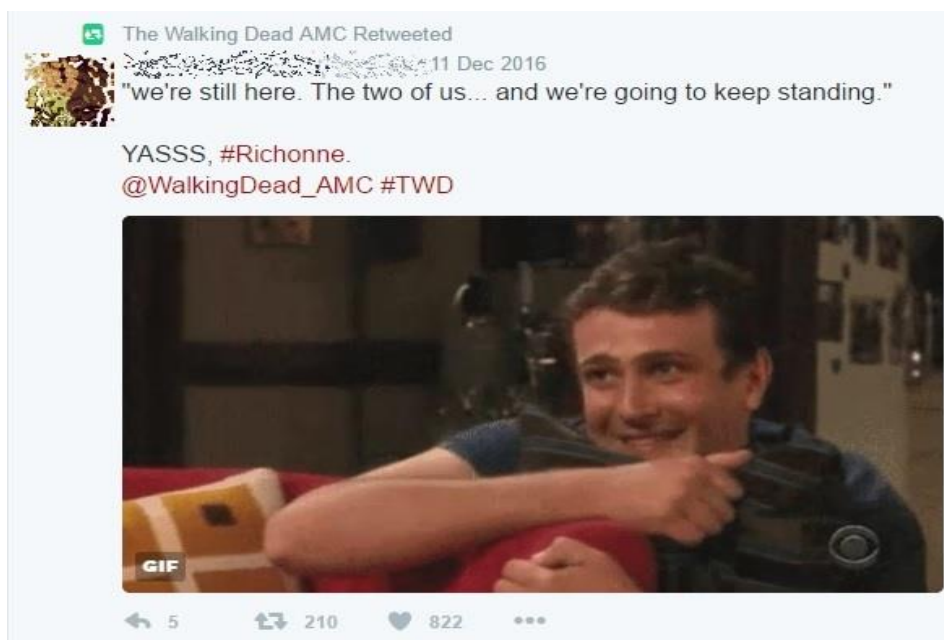 The Walking Dead AMC Retweeted
11 Dec 2016
"we're still here. The two of us... and we're going to keep standing."
YASSS, #Richonne.
@WalkingDead_AMC #TWD
GIF
5 210 822